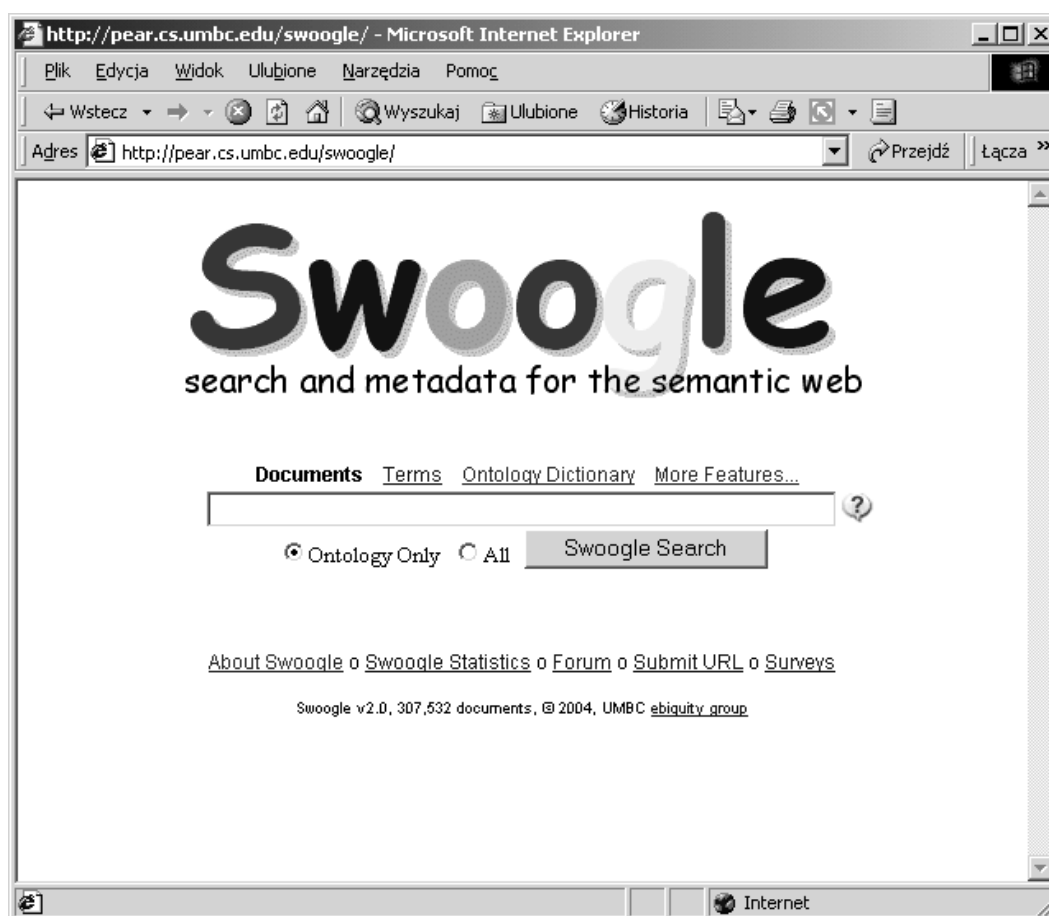 http://pear.cs.umbc.edu/swoogle/ - Microsoft Internet Explorer
Plik Edycja Widok Ulubione Narzędzia Pomoc
Wstecz Wyszukaj Ulubione Historia
Adres http://pear.cs.umbc.edu/swoogle/ Przejdź Łącza »
Swoogle
search and metadata for the semantic web
Documents Terms Ontology Dictionary More Features...
?
Ontology Only All Swoogle Search
About Swoogle o Swoogle Statistics o Forum o Submit URL o Surveys
Swoogle v2.0, 307,532 documents, © 2004, UMBC ebiquity group
Internet